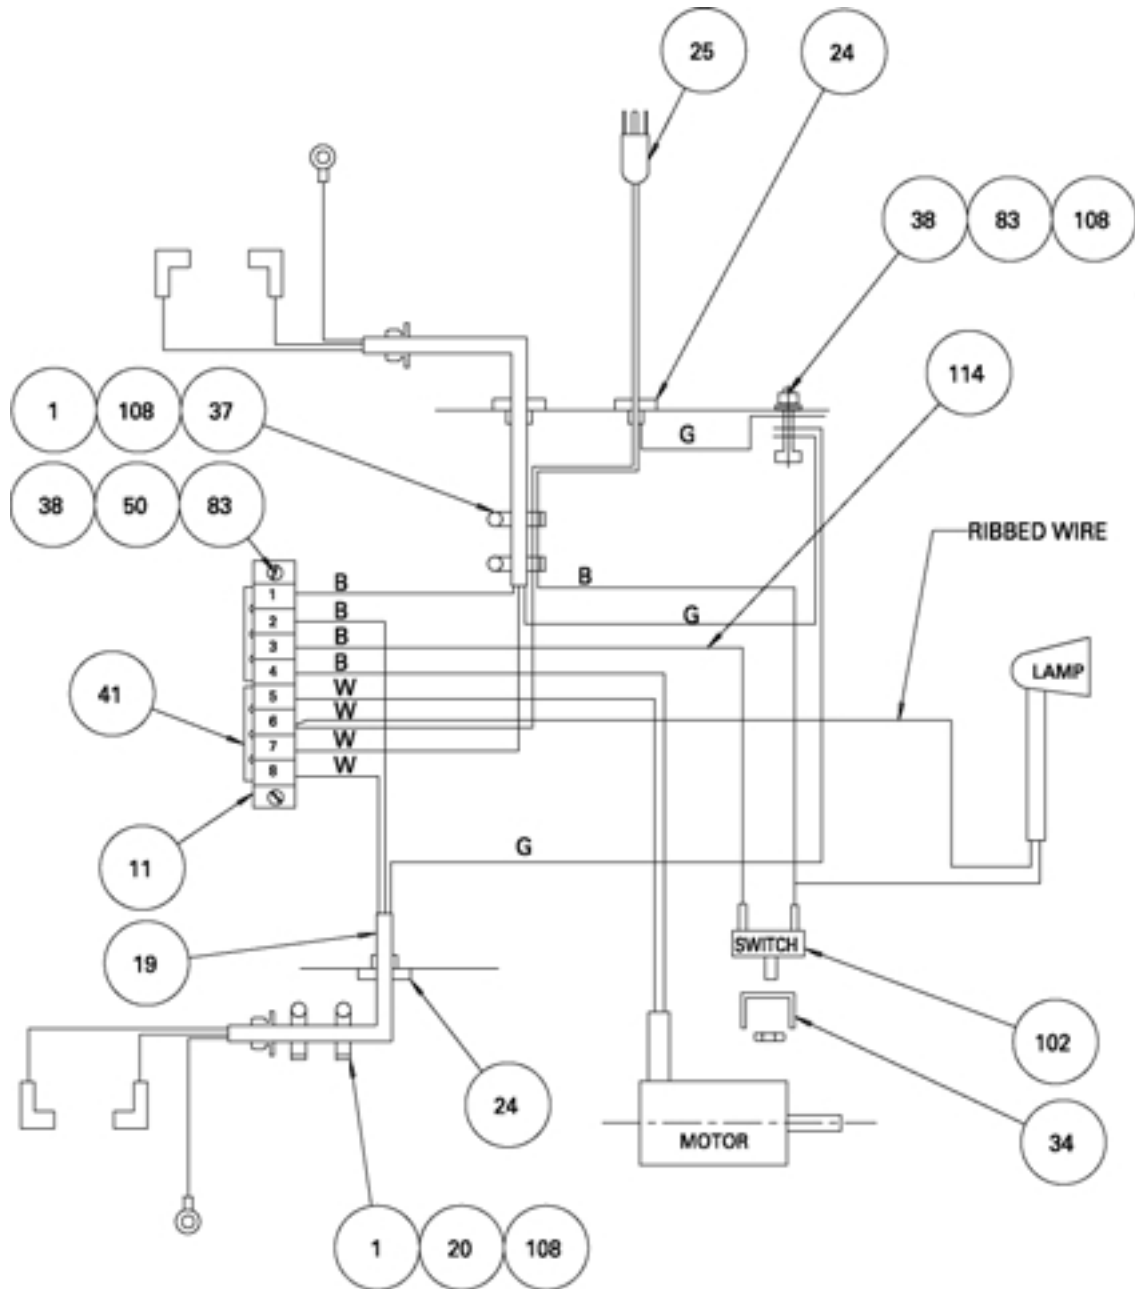 25
24
38 83 108
114
1 108 37
G
38 50 83
RIBBED WIRE
B
B
1
B
G
2
B
3
B
4
LAMP
41
W
5
W
6
W
7
W
8
G
11
19
SWITCH
102
24
MOTOR
34
1 20 108